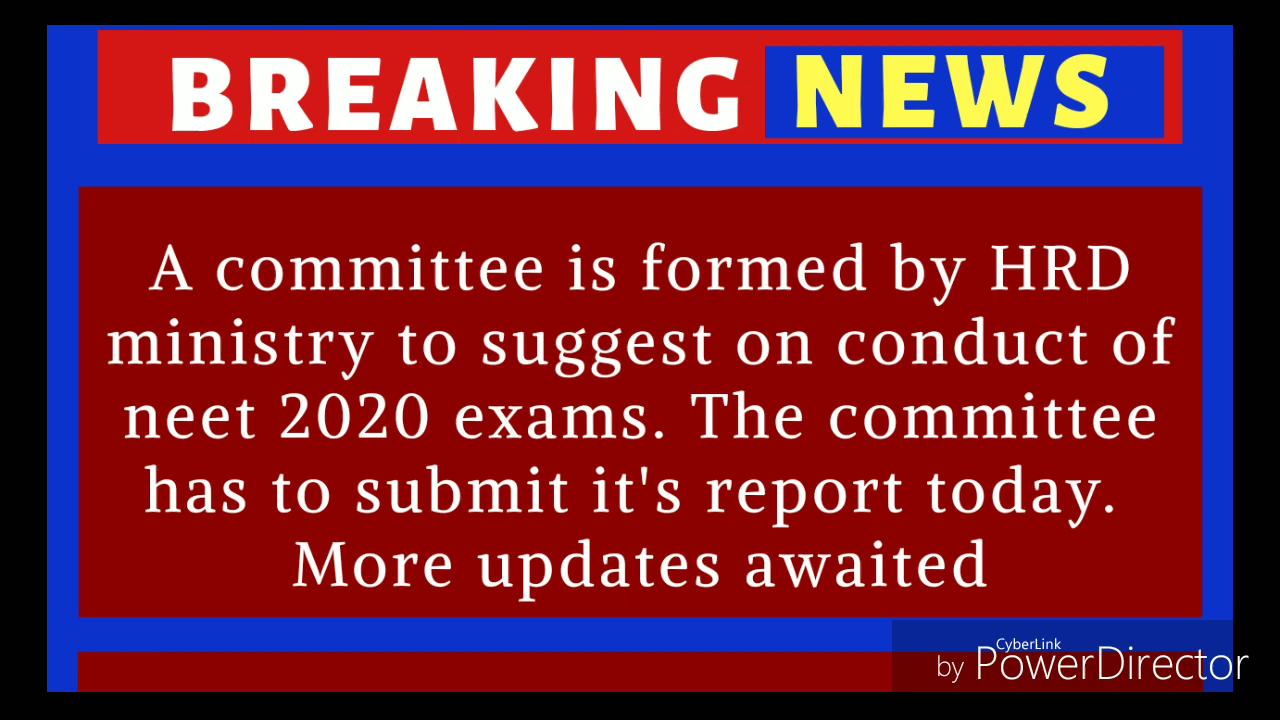 BREAKING NEWS
A committee is formed by HRD
ministry to suggest on conduct of
neet 2020 exams. The committee
has to submit it's report today.
More updates awaited
CyberLink
by PowerDirector